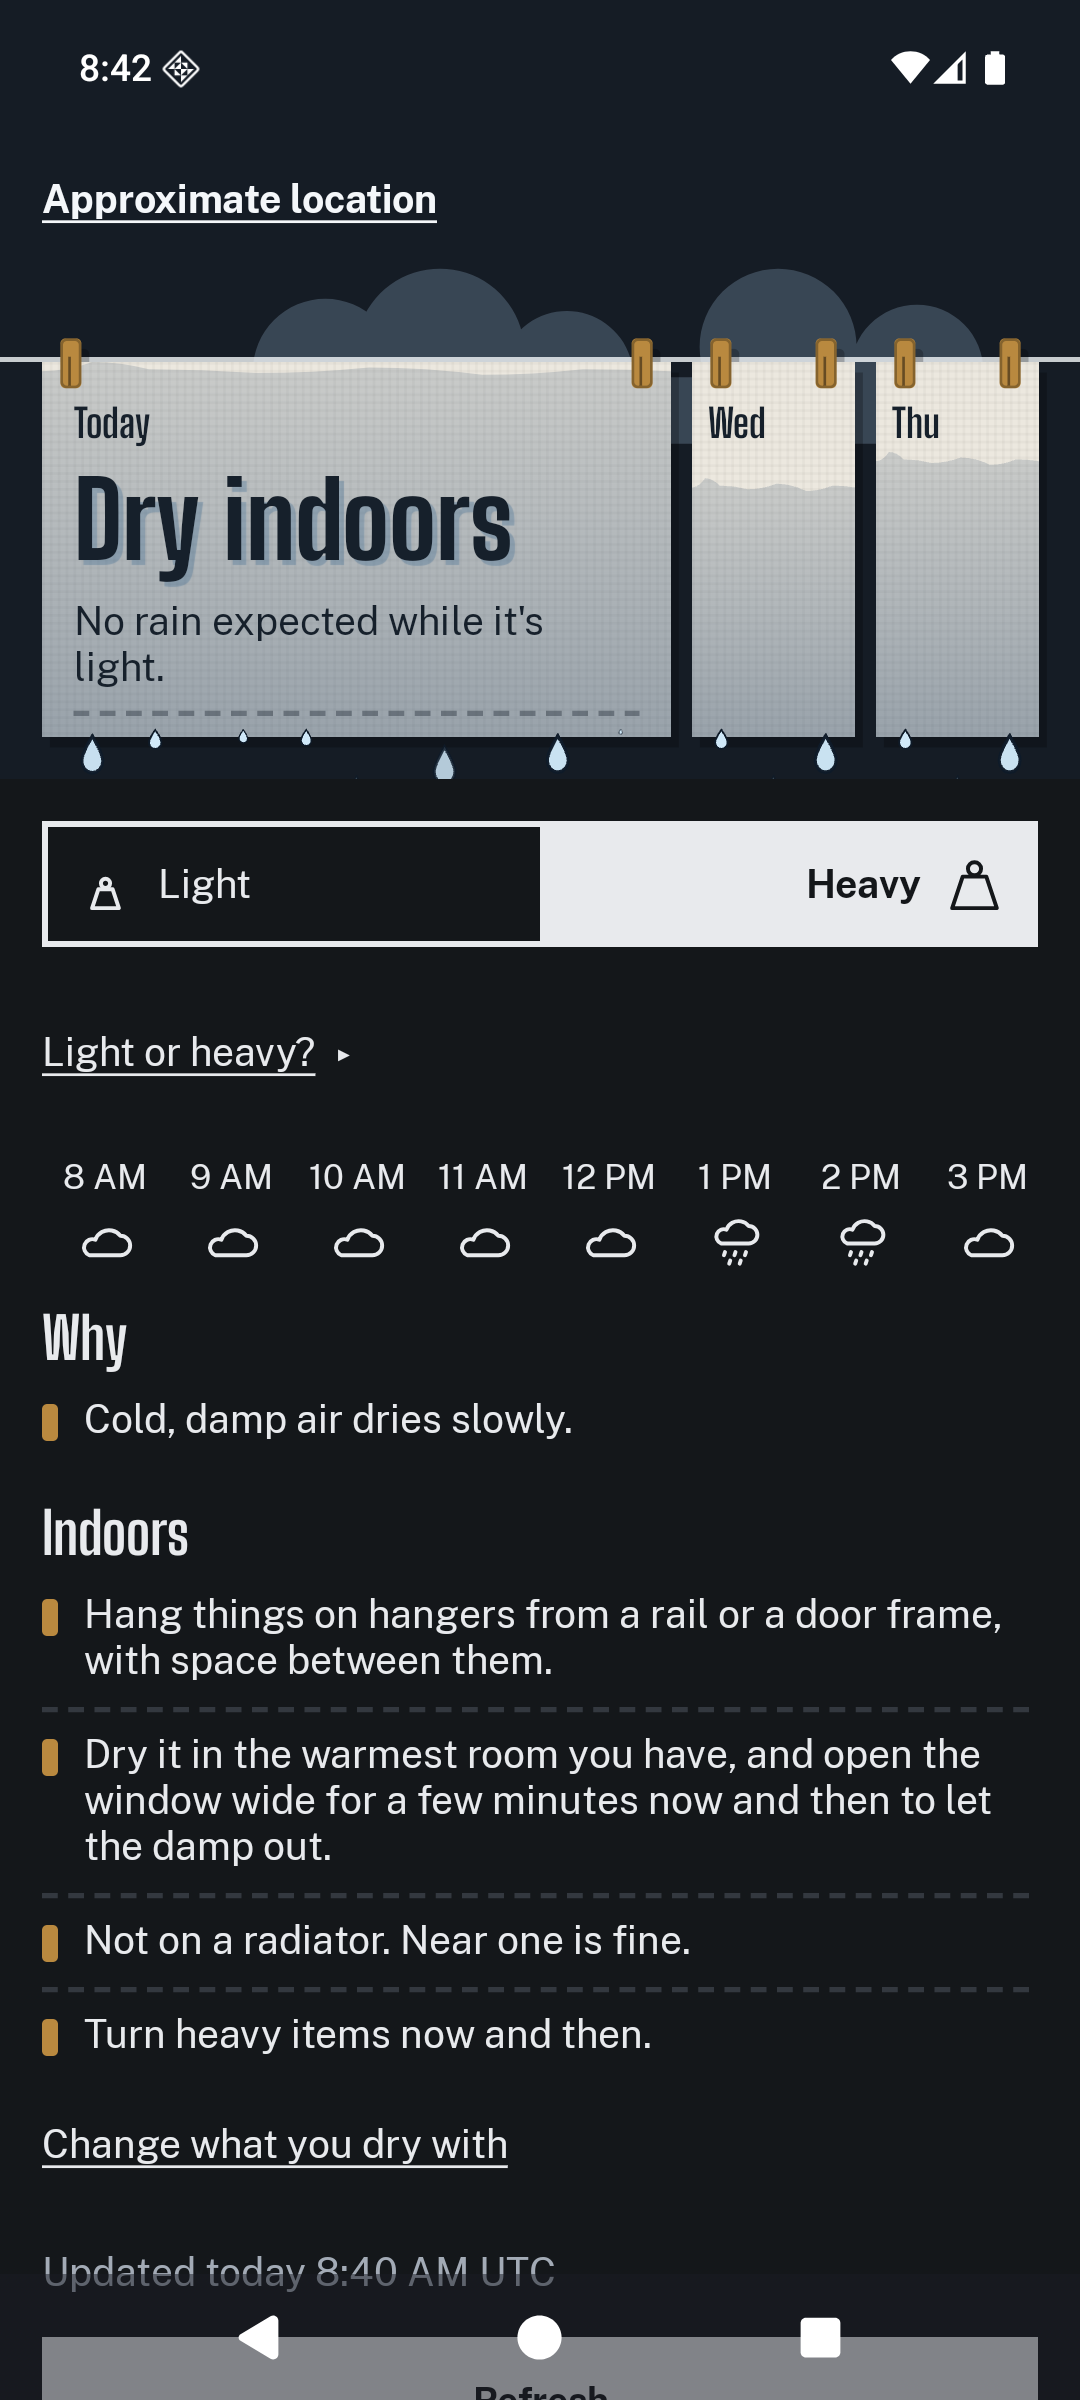 8:42
Approximate location
Today
Wed
Thu
Dry indoors
No rain expected while it's
light.
Light
Heavy
Light or heavy? ▸
8 AM 9 AM 10 AM 11 AM 12 PM 1 PM 2 PM 3 PM
Why
Cold, damp air dries slowly.
Indoors
Hang things on hangers from a rail or a door frame,
with space between them.
Dry it in the warmest room you have, and open the
window wide for a few minutes now and then to let
the damp out.
Not on a radiator. Near one is fine.
Turn heavy items now and then.
Change what you dry with
Updated today 8:40 AM UTC
Refresh